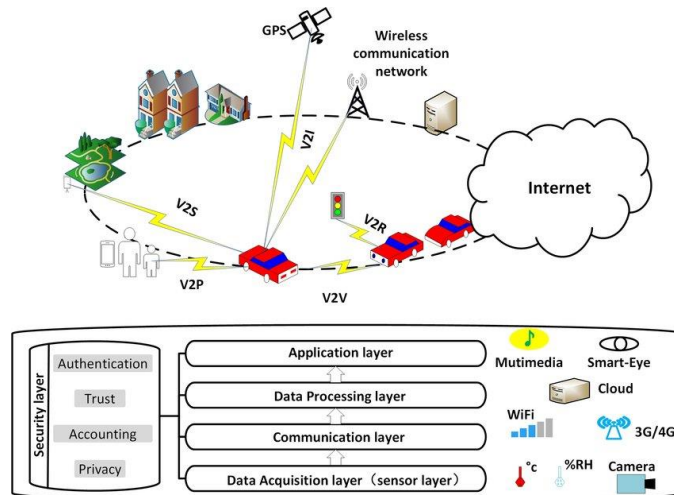 GPS
Wireless
communication
network
V2I
Internet
V2S
V2R
V2P
V2V
Security layer
Authentication
Trust
Accounting
Privacy
Application layer
Data Processing layer
Communication layer
Data Acquisition layer（sensor layer）
Mutimedia
Smart-Eye
Cloud
WiFi
3G/4G
°c
%RH
Camera